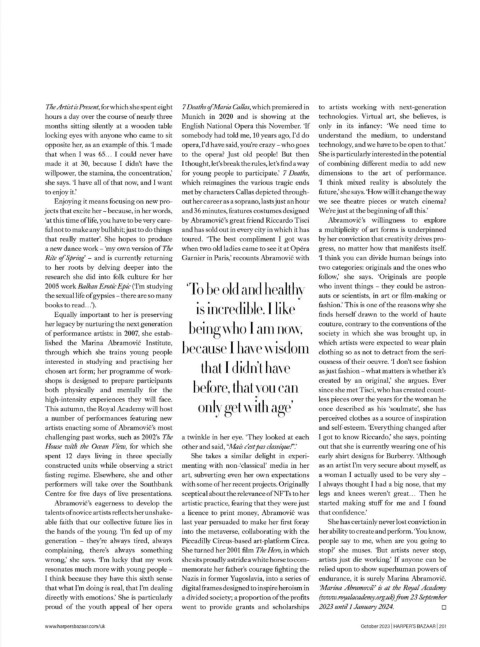 The Artist is Present, for which she spent eight
hours a day over the course of nearly three
months sitting silently at a wooden table
locking eyes with anyone who came to sit
opposite her, as an example of this. 'I made
that when I was 65... I could never have
made it at 30, because I didn't have the
willpower, the stamina, the concentration,'
she says. 'I have all of that now, and I want
to enjoy it.'
Enjoying it means focusing on new pro-
jects that excite her – because, in her words,
'at this time of life, you have to be very care-
ful not to make any bullshit; just to do things
that really matter'. She hopes to produce
a new dance work – 'my own version of The
Rite of Spring' – and is currently returning
to her roots by delving deeper into the
research she did into folk culture for her
2005 work Balkan Erotic Epic ('I'm studying
the sexual life of gypsies – there are so many
books to read...').
Equally important to her is preserving
her legacy by nurturing the next generation
of performance artists: in 2007, she estab-
lished the Marina Abramović Institute,
through which she trains young people
interested in studying and practising her
chosen art form; her programme of work-
shops is designed to prepare participants
both physically and mentally for the
high-intensity experiences they will face.
This autumn, the Royal Academy will host
a number of performances featuring new
artists enacting some of Abramović's most
challenging past works, such as 2002's The
House with the Ocean View, for which she
spent 12 days living in three specially
constructed units while observing a strict
fasting regime. Elsewhere, she and other
performers will take over the Southbank
Centre for five days of live presentations.
Abramović's eagerness to develop the
talents of novice artists reflects her unshake-
able faith that our collective future lies in
the hands of the young. 'I'm fed up of my
generation – they're always tired, always
complaining, there's always something
wrong,' she says. 'I'm lucky that my work
resonates much more with young people –
I think because they have this sixth sense
that what I'm doing is real, that I'm dealing
directly with emotions.' She is particularly
proud of the youth appeal of her opera
7 Deaths of Maria Callas, which premiered in
Munich in 2020 and is showing at the
English National Opera this November. 'If
somebody had told me, 10 years ago, I'd do
opera, I'd have said, you're crazy – who goes
to the opera? Just old people! But then
I thought, let's break the rules, let's find a way
for young people to participate.' 7 Deaths,
which reimagines the various tragic ends
met by characters Callas depicted through-
out her career as a soprano, lasts just an hour
and 36 minutes, features costumes designed
by Abramović's great friend Riccardo Tisci
and has sold out in every city in which it has
toured. 'The best compliment I got was
when two old ladies came to see it at Opéra
Garnier in Paris,' recounts Abramović with
'To be old and healthy
is incredible. I like
being who I am now,
because I have wisdom
that I didn't have
before, that you can
only get with age'
a twinkle in her eye. 'They looked at each
other and said, "Mais c'est pas classique!".'
She takes a similar delight in experi-
menting with non-'classical' media in her
art, subverting even her own expectations
with some of her recent projects. Originally
sceptical about the relevance of NFTs to her
artistic practice, fearing that they were just
a licence to print money, Abramović was
last year persuaded to make her first foray
into the metaverse, collaborating with the
Piccadilly Circus-based art-platform Circa.
She turned her 2001 film The Hero, in which
she sits proudly astride a white horse to com-
memorate her father's courage fighting the
Nazis in former Yugoslavia, into a series of
digital frames designed to inspire heroism in
a divided society; a proportion of the profits
went to provide grants and scholarships
to artists working with next-generation
technologies. Virtual art, she believes, is
only in its infancy: 'We need time to
understand the medium, to understand
technology, and we have to be open to that.'
She is particularly interested in the potential
of combining different media to add new
dimensions to the art of performance.
'I think mixed reality is absolutely the
future,' she says. 'How will it change the way
we see theatre pieces or watch cinema?
We're just at the beginning of all this.'
Abramović's willingness to explore
a multiplicity of art forms is underpinned
by her conviction that creativity drives pro-
gress, no matter how that manifests itself.
'I think you can divide human beings into
two categories: originals and the ones who
follow,' she says. 'Originals are people
who invent things – they could be astron-
auts or scientists, in art or film-making or
fashion.' This is one of the reasons why she
finds herself drawn to the world of haute
couture, contrary to the conventions of the
society in which she was brought up, in
which artists were expected to wear plain
clothing so as not to detract from the seri-
ousness of their oeuvre. 'I don't see fashion
as just fashion – what matters is whether it's
created by an original,' she argues. Ever
since she met Tisci, who has created count-
less pieces over the years for the woman he
once described as his 'soulmate', she has
perceived clothes as a source of inspiration
and self-esteem. 'Everything changed after
I got to know Riccardo,' she says, pointing
out that she is currently wearing one of his
early shirt designs for Burberry. 'Although
as an artist I'm very secure about myself, as
a woman I actually used to be very shy –
I always thought I had a big nose, that my
legs and knees weren't great... Then he
started making stuff for me and I found
that confidence.'
She has certainly never lost conviction in
her ability to create and perform. 'You know,
people say to me, when are you going to
stop?' she muses. 'But artists never stop,
artists just die working.' If anyone can be
relied upon to show superhuman powers of
endurance, it is surely Marina Abramović.
'Marina Abramović' is at the Royal Academy
(www.royalacademy.org.uk) from 23 September
2023 until 1 January 2024.
www.harpersbazaar.com/uk
October 2023 | HARPER'S BAZAAR | 201